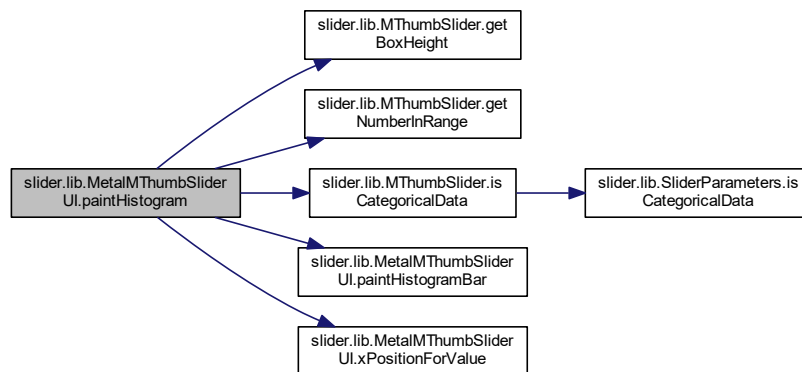 slider.lib.MThumbSlider.get
BoxHeight
slider.lib.MThumbSlider.get
NumberInRange
slider.lib.MetalMThumbSlider
UI.paintHistogram
slider.lib.MThumbSlider.is
CategoricalData
slider.lib.SliderParameters.is
CategoricalData
slider.lib.MetalMThumbSlider
UI.paintHistogramBar
slider.lib.MetalMThumbSlider
UI.xPositionForValue